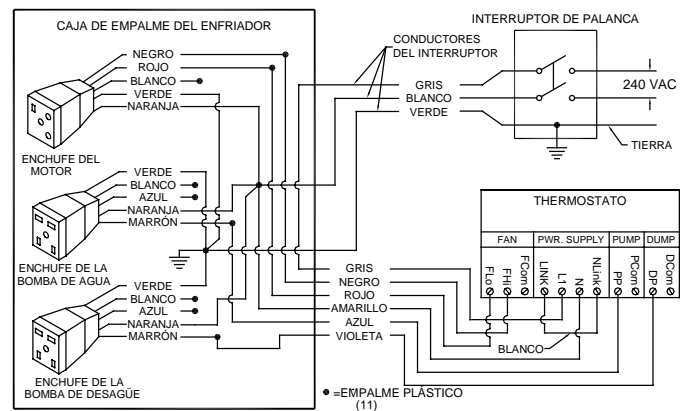 CAJA DE EMPALME DEL ENFRIADOR
NEGRO
ROJO
BLANCO
VERDE
NARANJA
ENCHUFE DEL
MOTOR
VERDE
BLANCO
AZUL
NARANJA
MARRÓN
ENCHUFE DE LA
BOMBA DE AGUA
VERDE
BLANCO
AZUL
NARANJA
MARRÓN
ENCHUFE DE LA
BOMBA DE DESAGÜE
CONDUCTORES
DEL INTERRUPTOR
INTERRUPTOR DE PALANCA
GRIS
BLANCO
VERDE
240 VAC
TIERRA
THERMOSTATO
FAN
PWR. SUPPLY
PUMP
DUMP
FLo
FHi
FCom
LINK
L1
N
NLink
PP
PCom
DP
DCom
GRIS
NEGRO
ROJO
AMARILLO
AZUL
VIOLETA
BLANCO
=EMPALME PLÁSTICO
(11)